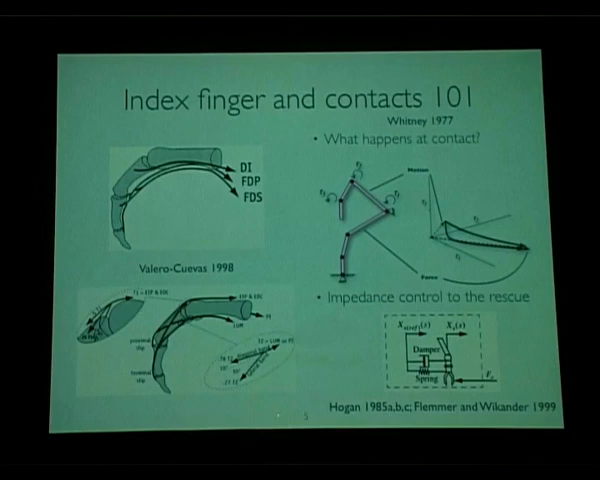 Index finger and contacts 101
Whitney 1977
• What happens at contact?
DI
FDP
FDS
Motion
Force
Valero-Cuevas 1998
• Impedance control to the rescue
LUM
Damper
Spring
Hogan 1985a,b,c; Flemmer and Wikander 1999
5